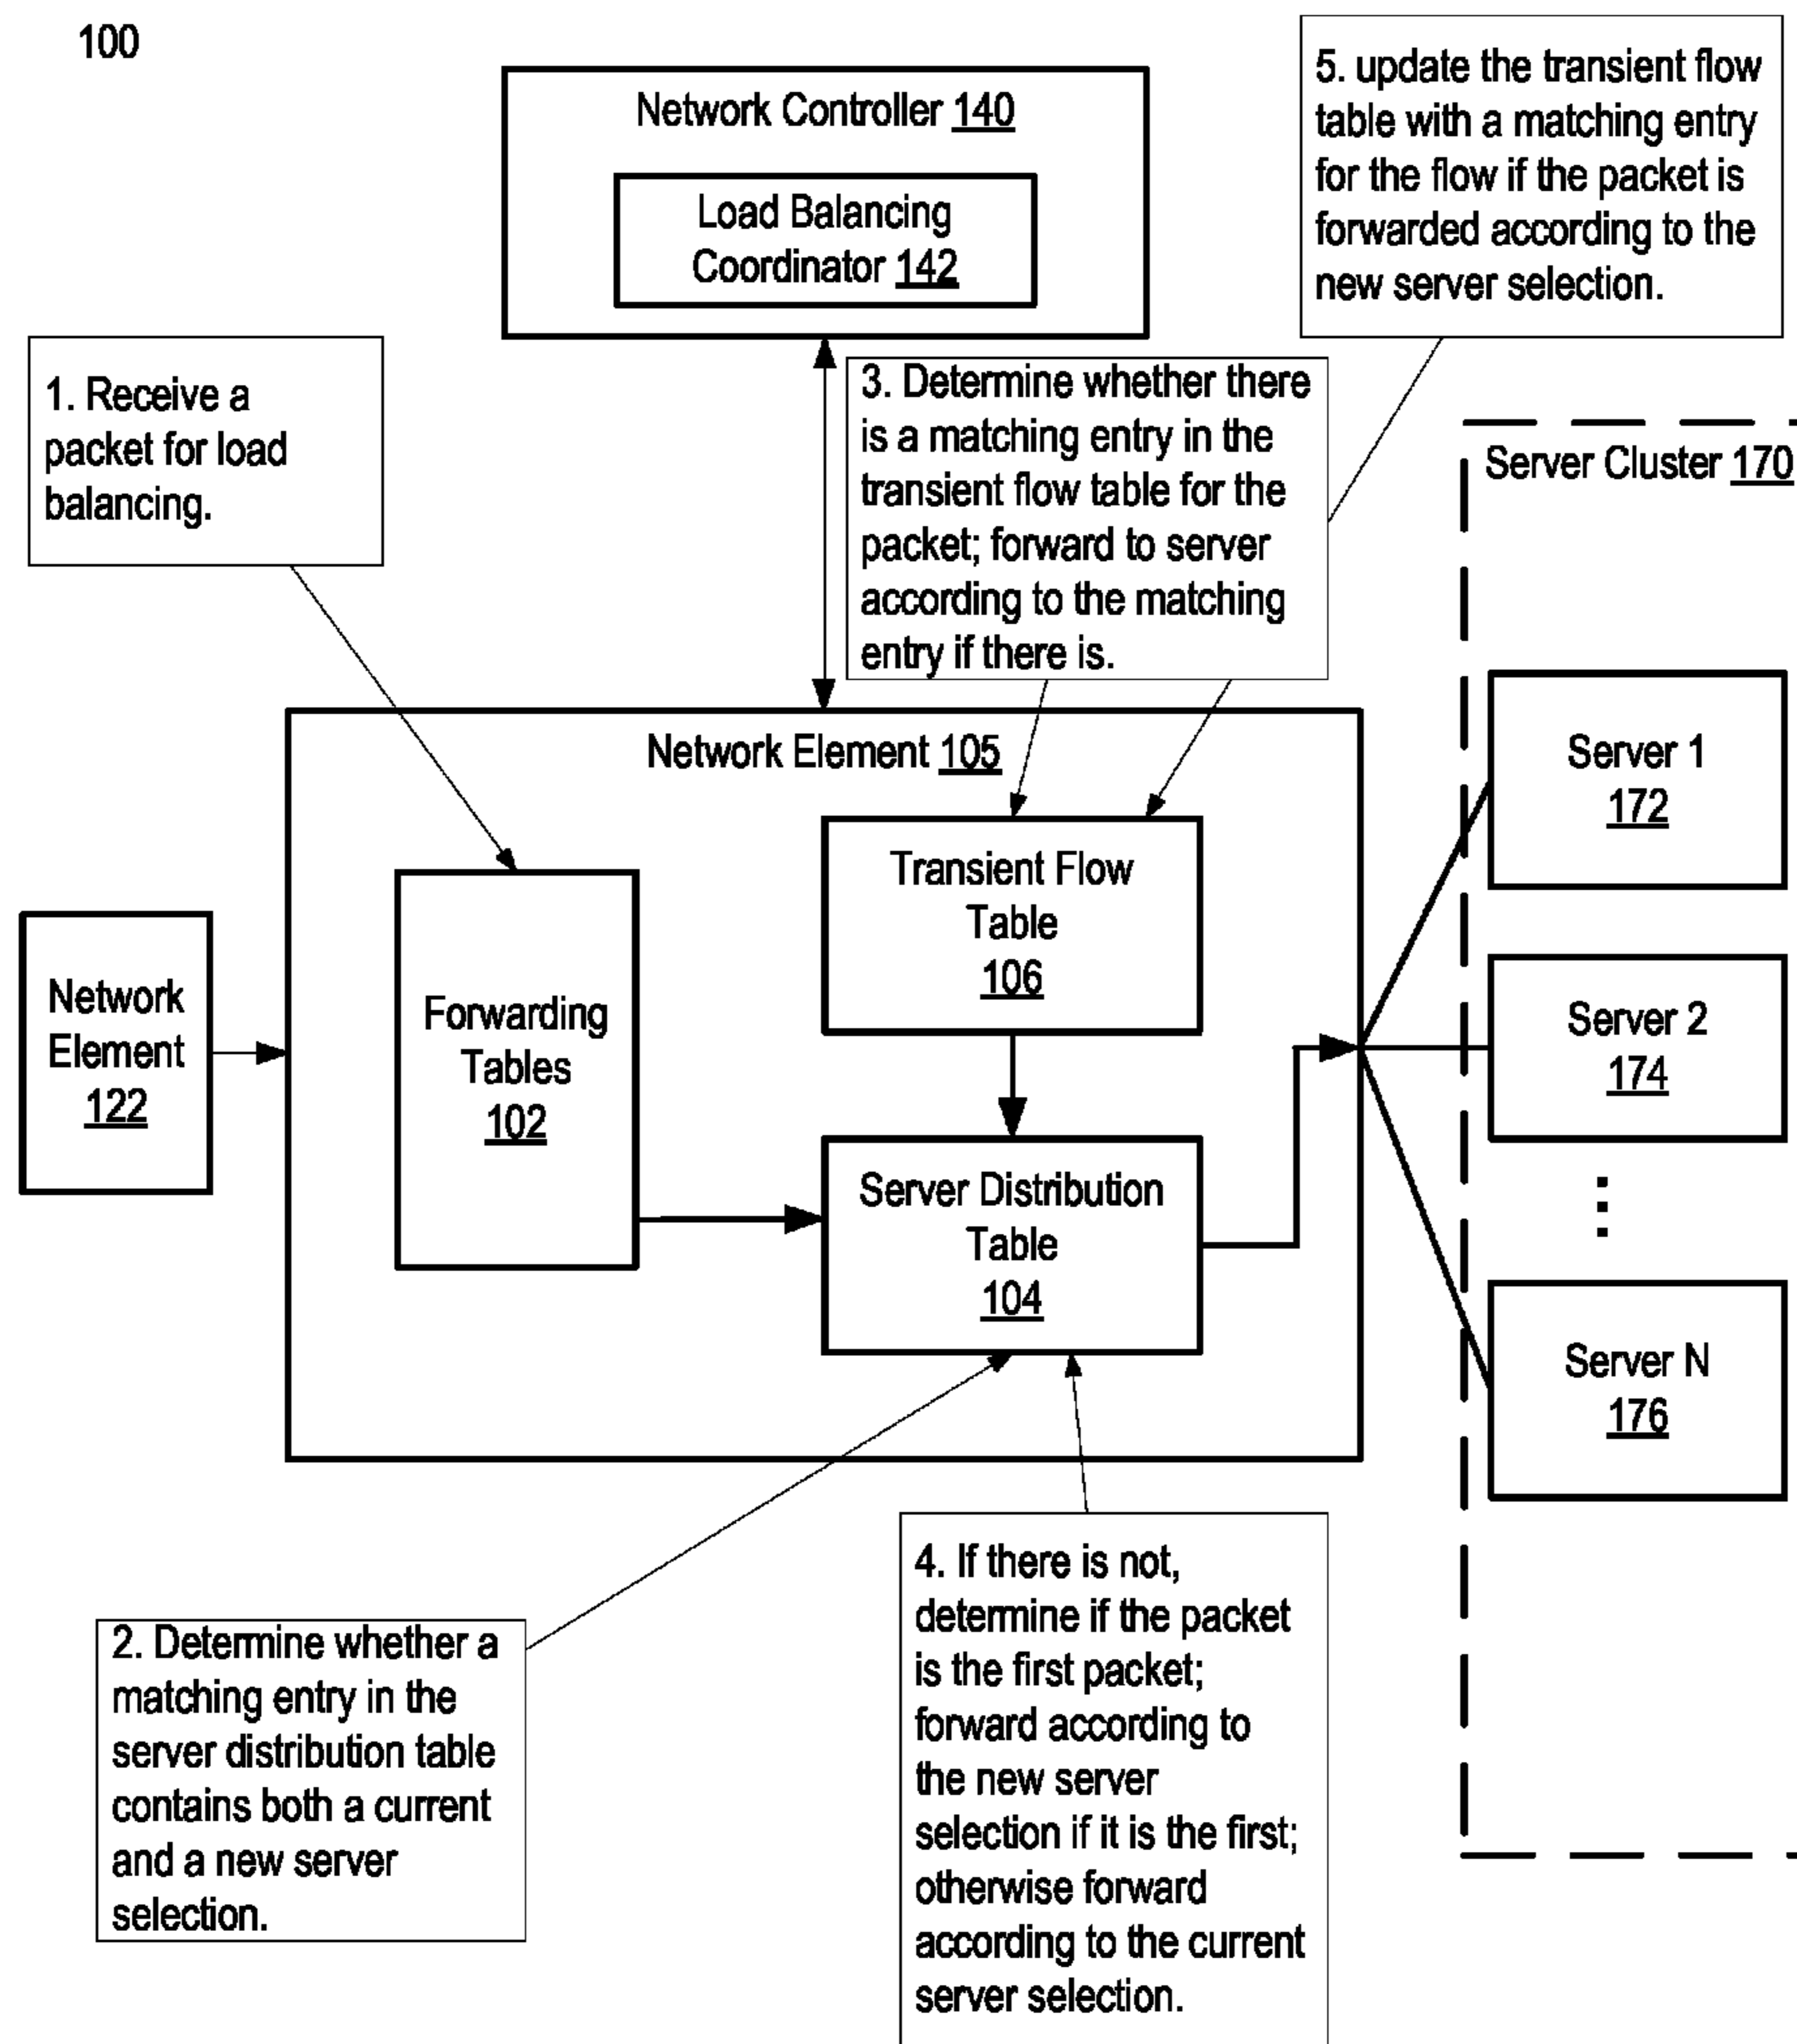 100
Network Controller 140
Load Balancing
Coordinator 142
5. update the transient flow
table with a matching entry
for the flow if the packet is
forwarded according to the
new server selection.
1. Receive a
packet for load
balancing.
3. Determine whether there
is a matching entry in the
transient flow table for the
packet; forward to server
according to the matching
entry if there is.
Server Cluster 170
Network Element 105
Server 1
172
Transient Flow
Table
106
Network
Element
122
Forwarding
Tables
102
Server 2
174
Server Distribution
Table
104
Server N
176
2. Determine whether a
matching entry in the
server distribution table
contains both a current
and a new server
selection.
4. If there is not,
determine if the packet
is the first packet;
forward according to
the new server
selection if it is the first;
otherwise forward
according to the current
server selection.